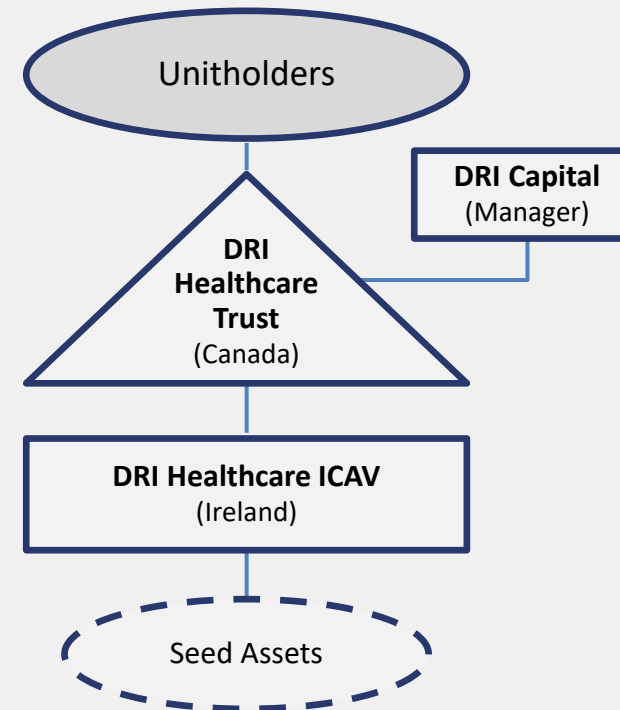 Unitholders
DRI Capital
(Manager)
DRI
Healthcare
Trust
(Canada)
DRI Healthcare ICAV
(Ireland)
Seed Assets